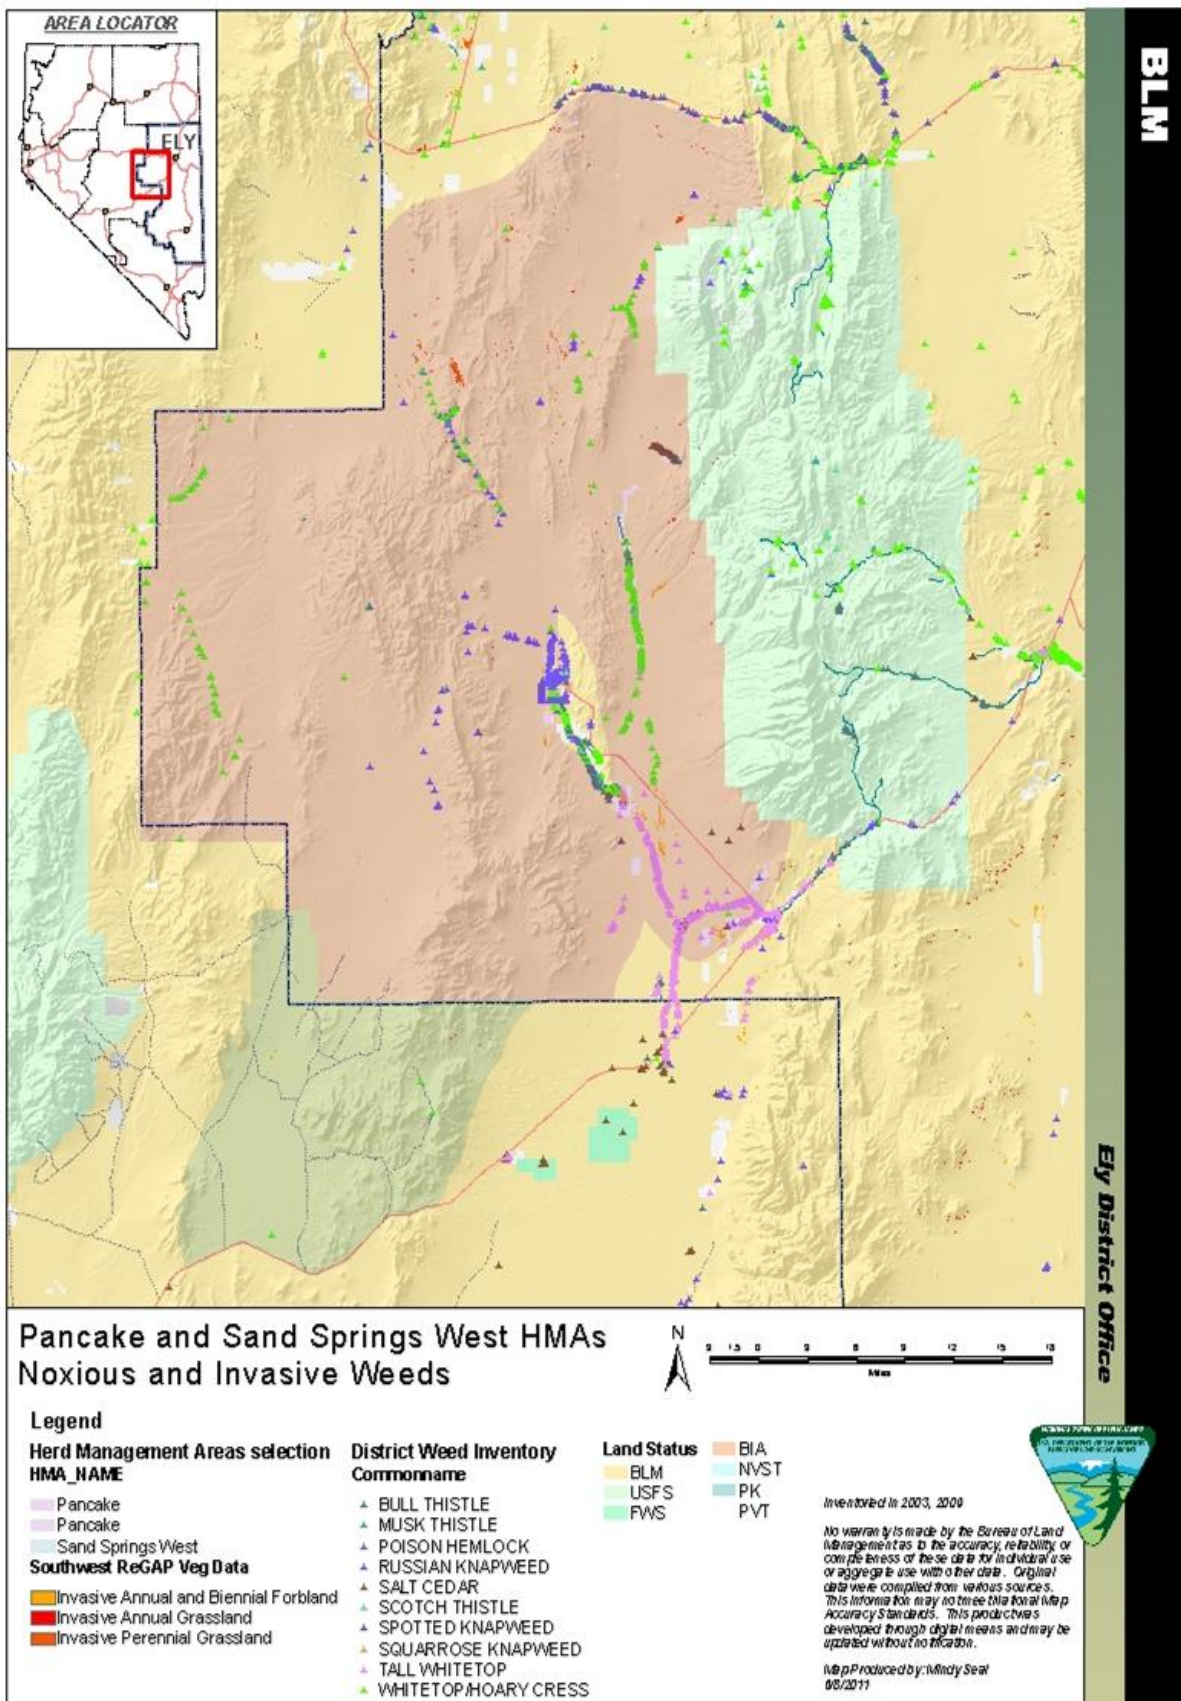 AREA LOCATOR
ELY
BLM
Ely District Office
Pancake and Sand Springs West HMAs
Noxious and Invasive Weeds
N
Miles
Legend
Herd Management Areas selection
HMA_NAME
Pancake
Pancake
Sand Springs West
Southwest ReGAP Veg Data
Invasive Annual and Biennial Forbland
Invasive Annual Grassland
Invasive Perennial Grassland
District Weed Inventory
Commonname
BULL THISTLE
MUSK THISTLE
POISON HEMLOCK
RUSSIAN KNAPWEED
SALT CEDAR
SCOTCH THISTLE
SPOTTED KNAPWEED
SQUARROSE KNAPWEED
TALL WHITETOP
WHITETOP/HOARY CRESS
Land Status
BLM
USFS
FWS
BIA
NVST
PK
PVT
Inventoried in 2003, 2009
No warranty is made by the Bureau of Land
Management as to the accuracy, reliability, or
completeness of these data for individual use
or aggregate use with other data. Original
data were compiled from various sources.
This information may not meet National Map
Accuracy Standards. This product was
developed through digital means and may be
updated without notification.
Map Produced by: Mindy Seal
6/8/2011